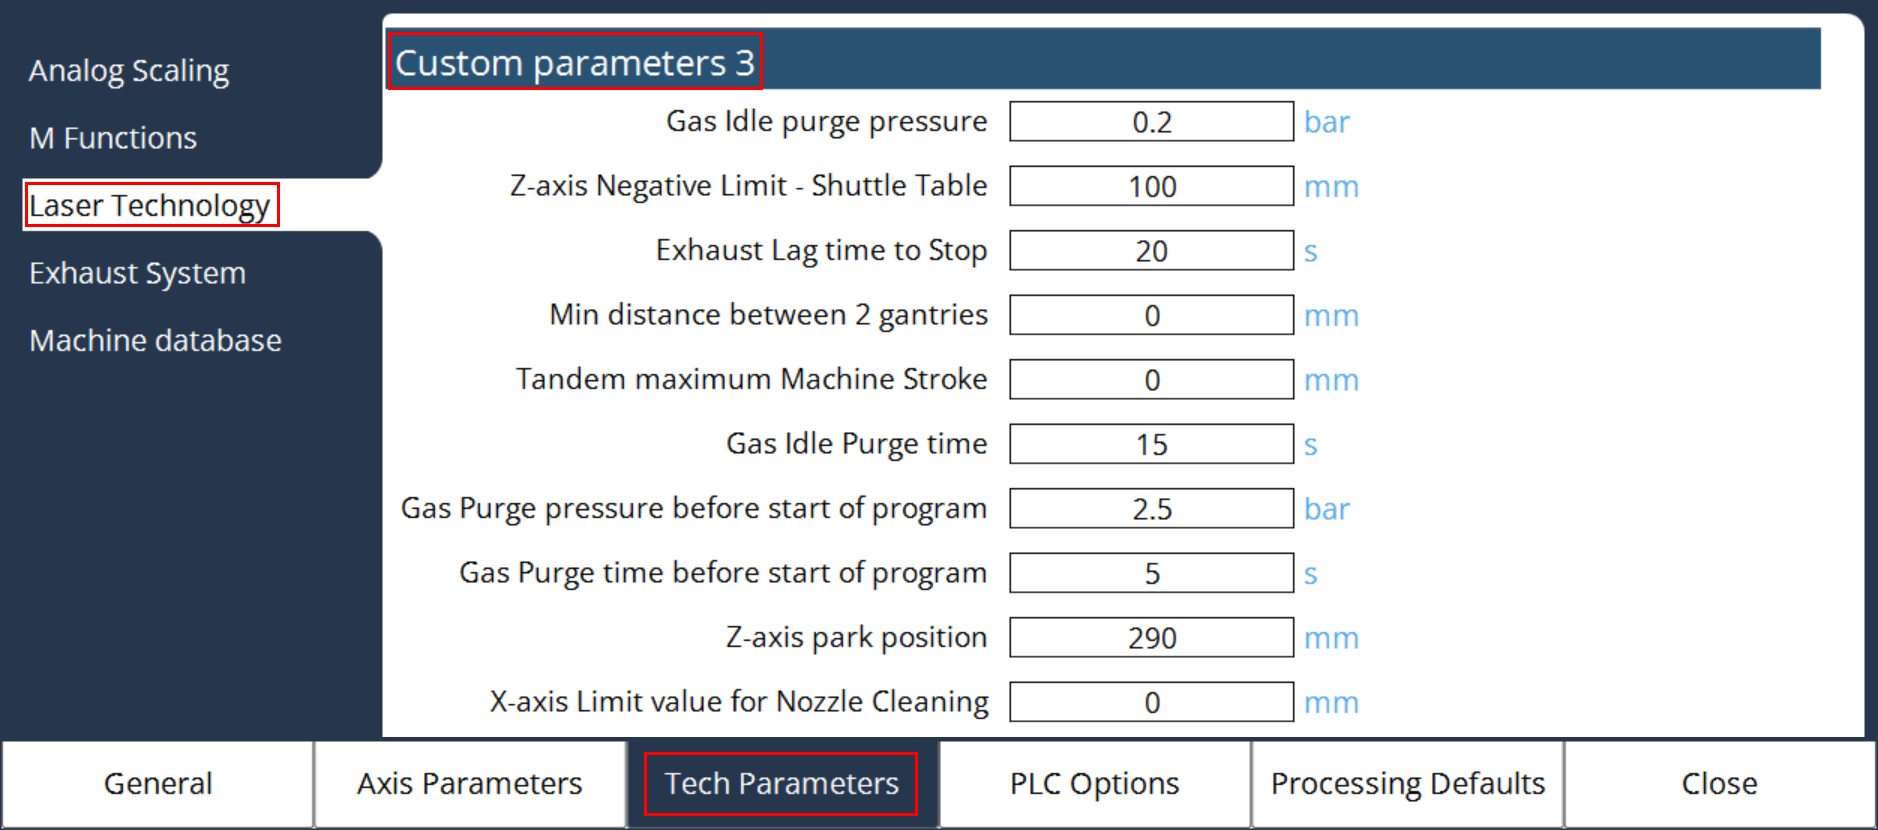 Analog Scaling
M Functions
Laser Technology
Exhaust System
Machine database
Custom parameters 3
Gas Idle purge pressure 0.2 bar
Z-axis Negative Limit - Shuttle Table 100 mm
Exhaust Lag time to Stop 20 s
Min distance between 2 gantries 0 mm
Tandem maximum Machine Stroke 0 mm
Gas Idle Purge time 15 s
Gas Purge pressure before start of program 2.5 bar
Gas Purge time before start of program 5 s
Z-axis park position 290 mm
X-axis Limit value for Nozzle Cleaning 0 mm
General Axis Parameters Tech Parameters PLC Options Processing Defaults Close